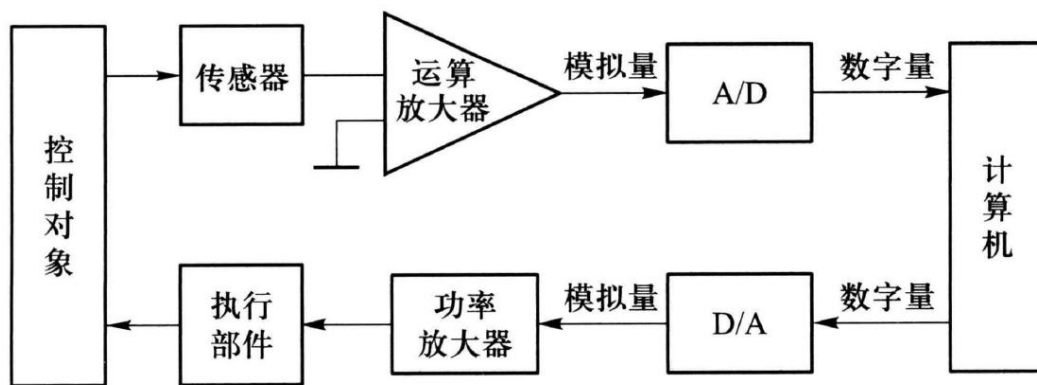 控制对象
传感器
运算
放大器
模拟量
A/D
数字量
计算机
执行
部件
功率
放大器
模拟量
D/A
数字量